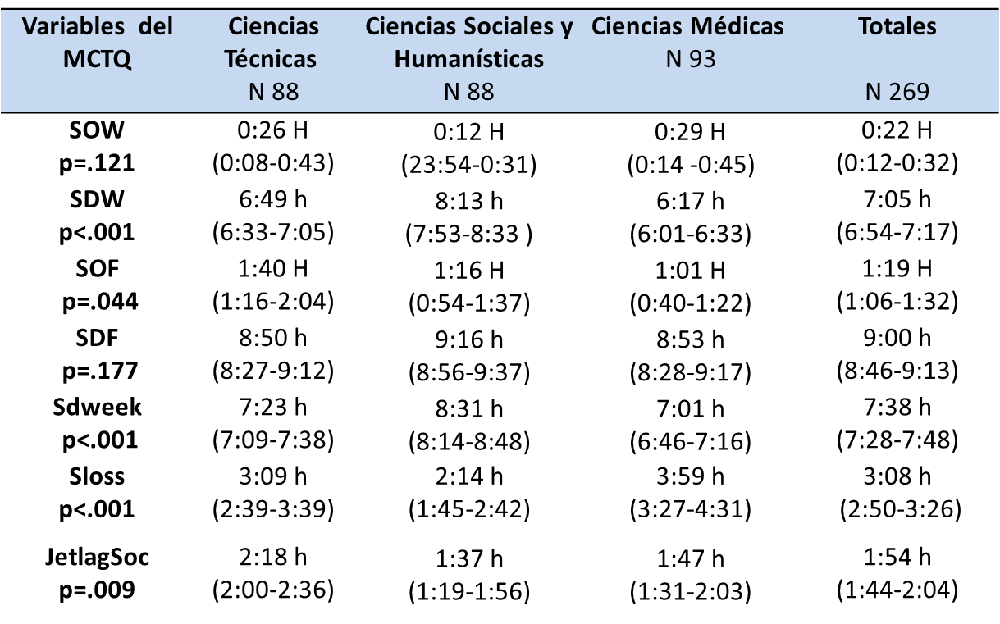 Variables del MCTQ Ciencias Técnicas N 88 Ciencias Sociales y Humanísticas N 88 Ciencias Médicas N 93 Totales N 269
SOW 0:26 H 0:12 H 0:29 H 0:22 H
p=.121 (0:08-0:43) (23:54-0:31) (0:14 -0:45) (0:12-0:32)
SDW 6:49 h 8:13 h 6:17 h 7:05 h
p<.001 (6:33-7:05) (7:53-8:33 ) (6:01-6:33) (6:54-7:17)
SOF 1:40 H 1:16 H 1:01 H 1:19 H
p=.044 (1:16-2:04) (0:54-1:37) (0:40-1:22) (1:06-1:32)
SDF 8:50 h 9:16 h 8:53 h 9:00 h
p=.177 (8:27-9:12) (8:56-9:37) (8:28-9:17) (8:46-9:13)
Sdweek 7:23 h 8:31 h 7:01 h 7:38 h
p<.001 (7:09-7:38) (8:14-8:48) (6:46-7:16) (7:28-7:48)
Sloss 3:09 h 2:14 h 3:59 h 3:08 h
p<.001 (2:39-3:39) (1:45-2:42) (3:27-4:31) (2:50-3:26)
JetlagSoc 2:18 h 1:37 h 1:47 h 1:54 h
p=.009 (2:00-2:36) (1:19-1:56) (1:31-2:03) (1:44-2:04)